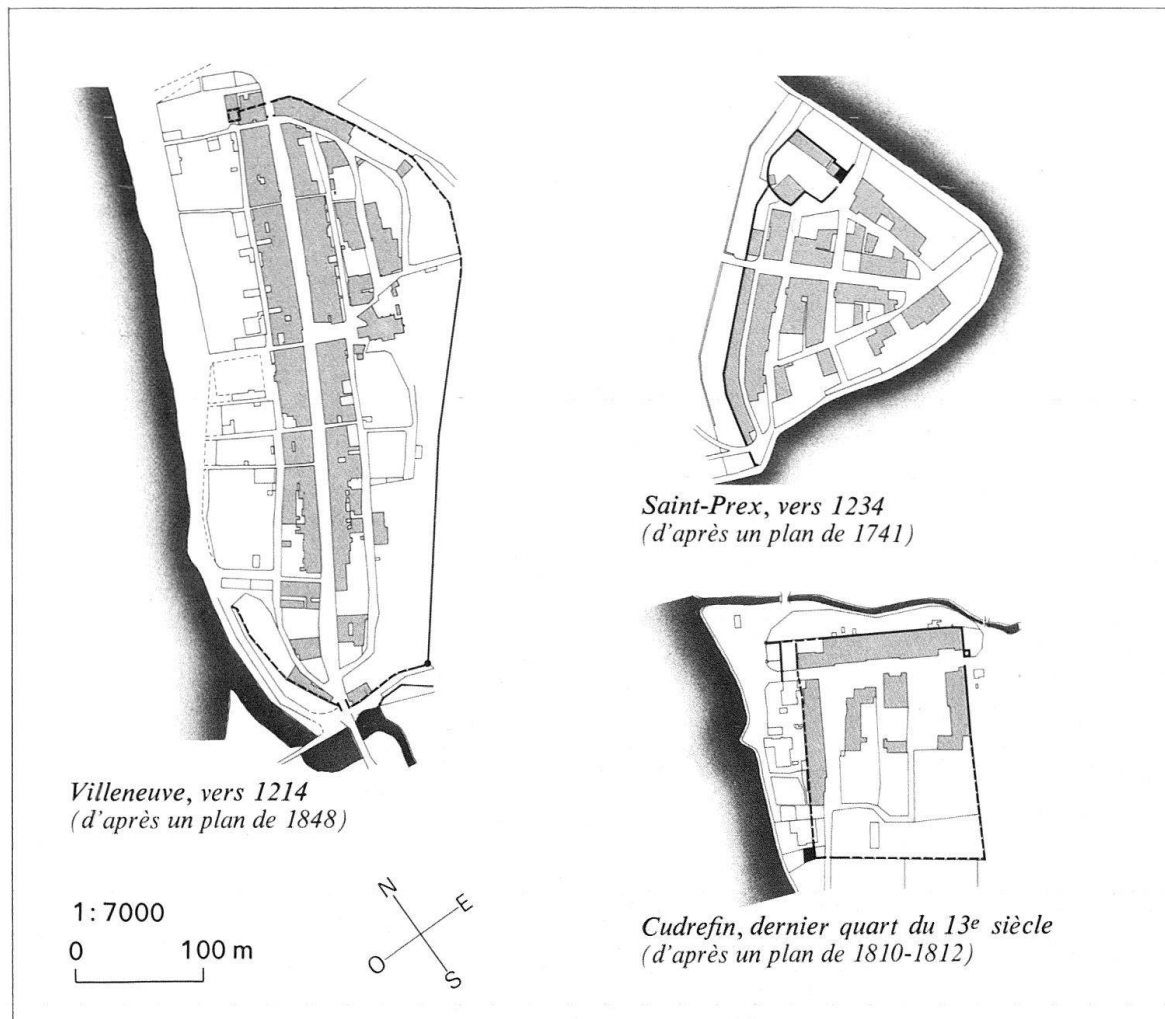 Saint-Prex, vers 1234
(d'après un plan de 1741)
Villeneuve, vers 1214
(d'après un plan de 1848)
1:7000
0 100 m
N
E
O
S
Cudrefin, dernier quart du 13e siècle
(d'après un plan de 1810-1812)